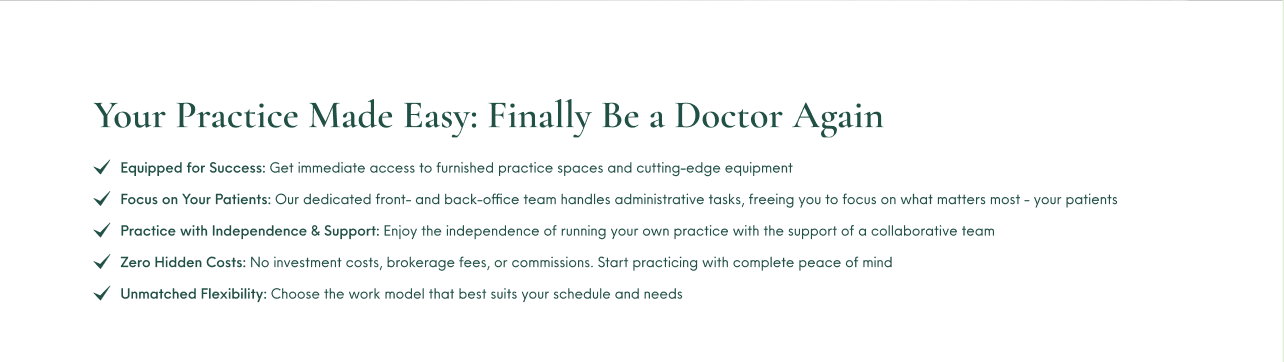 Your Practice Made Easy: Finally Be a Doctor Again
Equipped for Success: Get immediate access to furnished practice spaces and cutting-edge equipment
Focus on Your Patients: Our dedicated front- and back-office team handles administrative tasks, freeing you to focus on what matters most - your patients
Practice with Independence & Support: Enjoy the independence of running your own practice with the support of a collaborative team
Zero Hidden Costs: No investment costs, brokerage fees, or commissions. Start practicing with complete peace of mind
Unmatched Flexibility: Choose the work model that best suits your schedule and needs